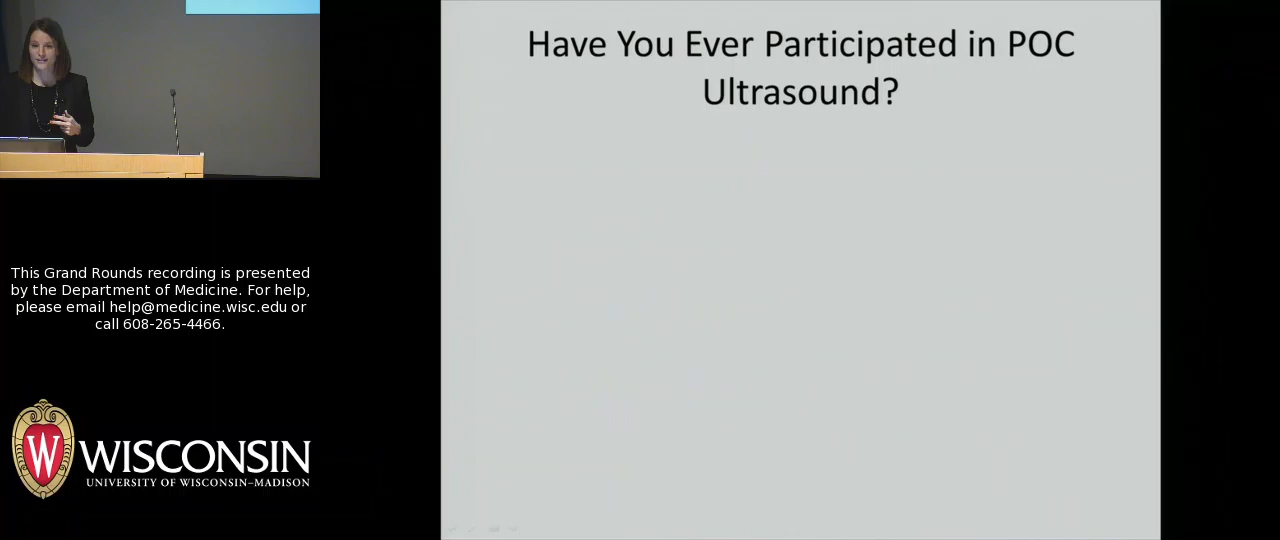 Have You Ever Participated in POC
Ultrasound?
This Grand Rounds recording is presented
by the Department of Medicine. For help,
please email help@medicine.wisc.edu or
call 608-265-4466.
W
WISCONSIN
UNIVERSITY OF WISCONSIN–MADISON